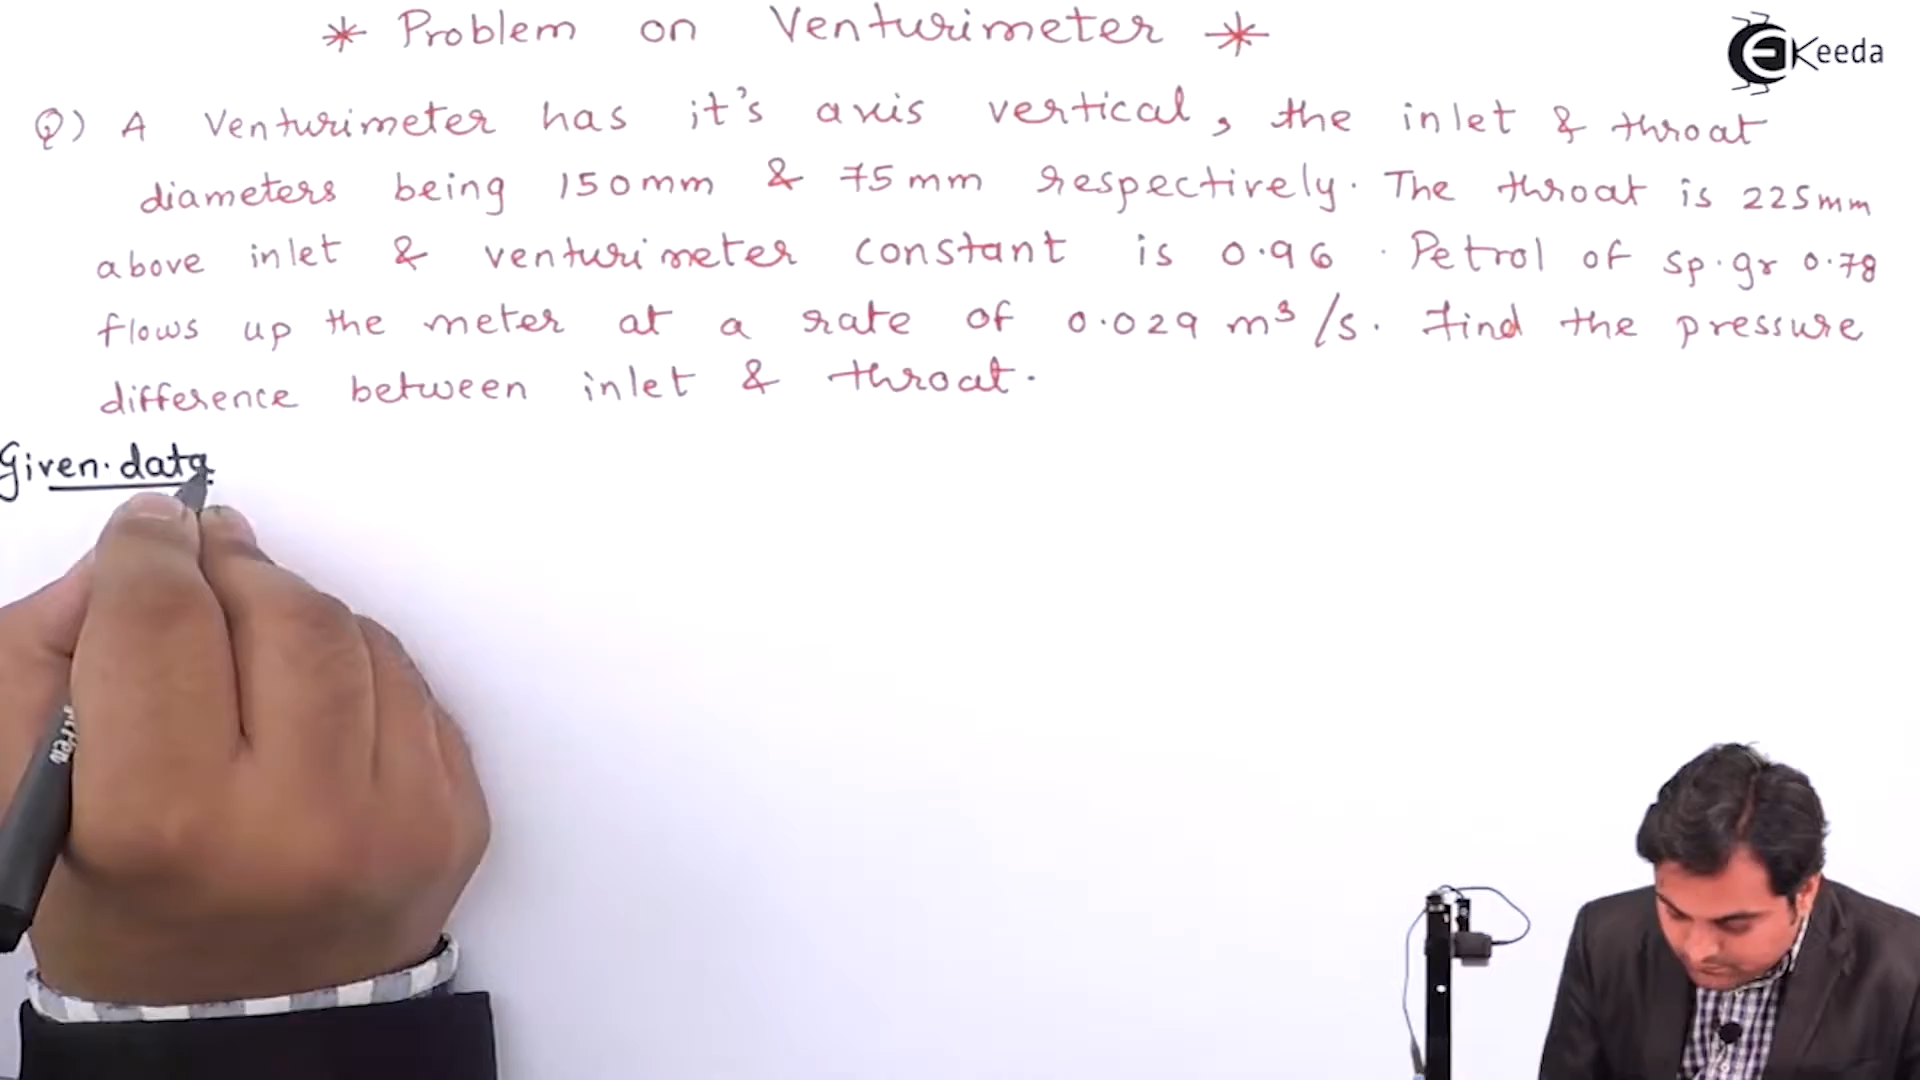 * Problem on Venturimeter *
Ekeeda
Q) A Venturimeter has it's axis vertical, the inlet & throat
diameters being 150mm & 75mm respectively. The throat is 225mm
above inlet & venturimeter constant is 0.96. Petrol of sp.gr 0.78
flows up the meter at a rate of 0.029 m³/s. find the pressure
difference between inlet & throat.
Given data